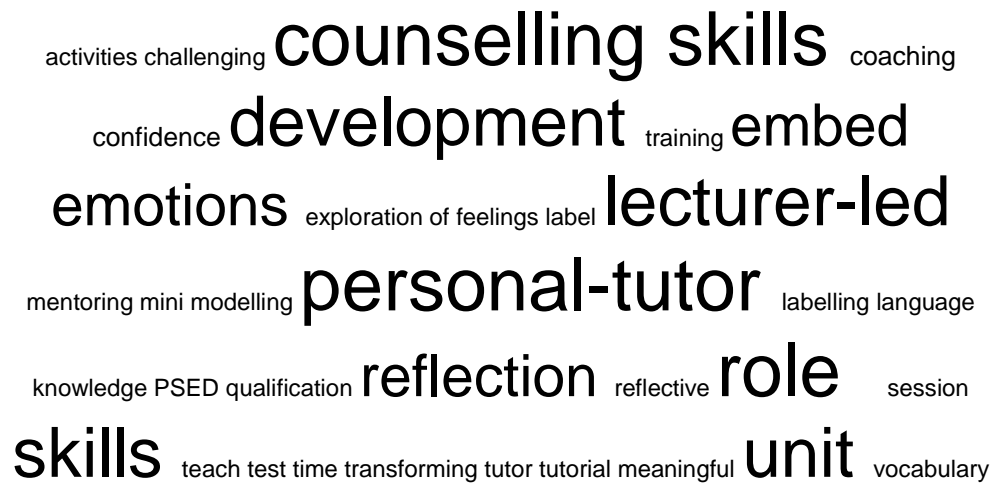 activities challenging counselling skills coaching
confidence development training embed
emotions exploration of feelings label lecturer-led
mentoring mini modelling personal-tutor labelling language
knowledge PSED qualification reflection reflective role session
skills teach test time transforming tutor tutorial meaningful unit vocabulary